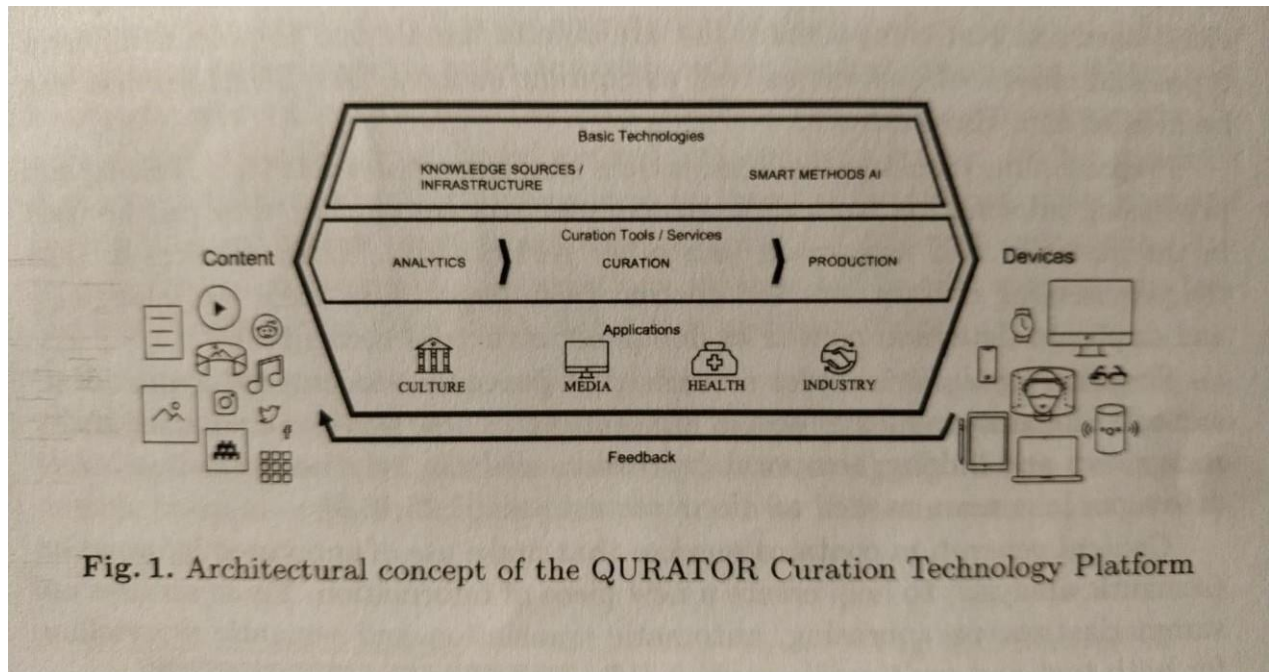 Basic Technologies
KNOWLEDGE SOURCES /
INFRASTRUCTURE
SMART METHODS AI
Curation Tools / Services
ANALYTICS
CURATION
PRODUCTION
Content
Devices
Applications
CULTURE
MEDIA
HEALTH
INDUSTRY
Feedback
Fig. 1. Architectural concept of the QURATOR Curation Technology Platform